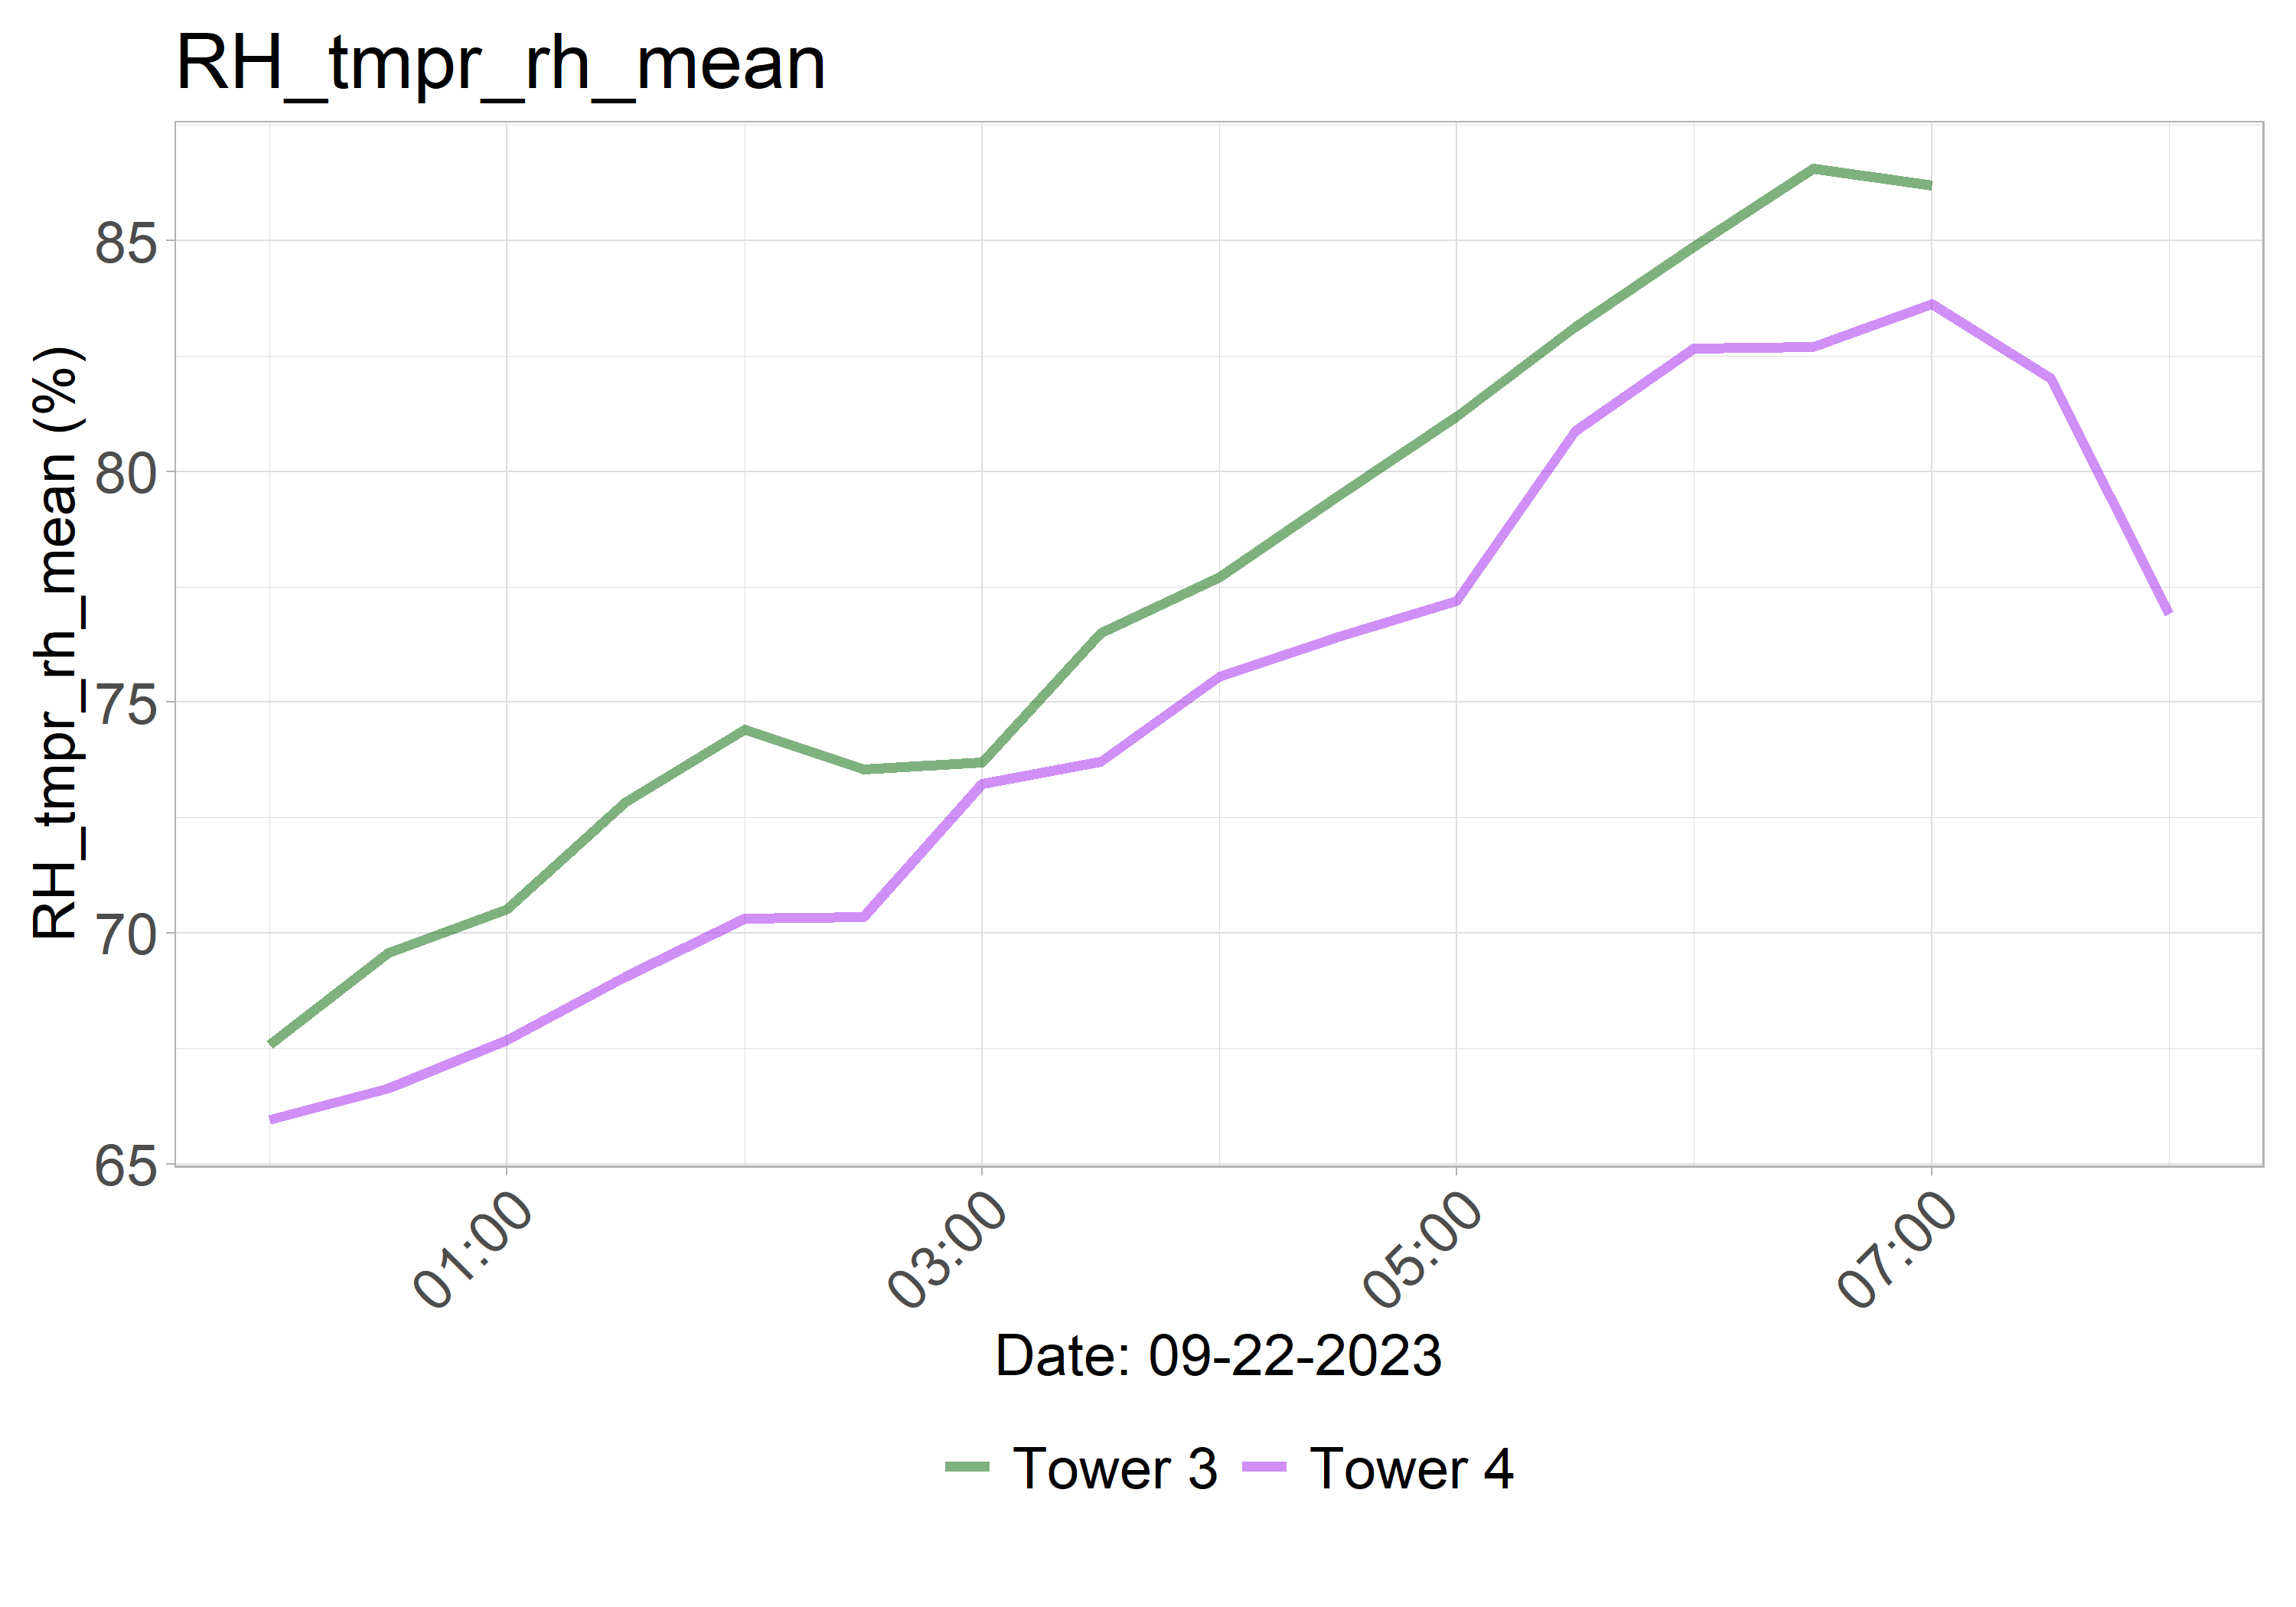 RH_tmpr_rh_mean
RH_tmpr_rh_mean (%)
85
80
75
70
65
01:00
03:00
05:00
07:00
Date: 09-22-2023
Tower 3
Tower 4